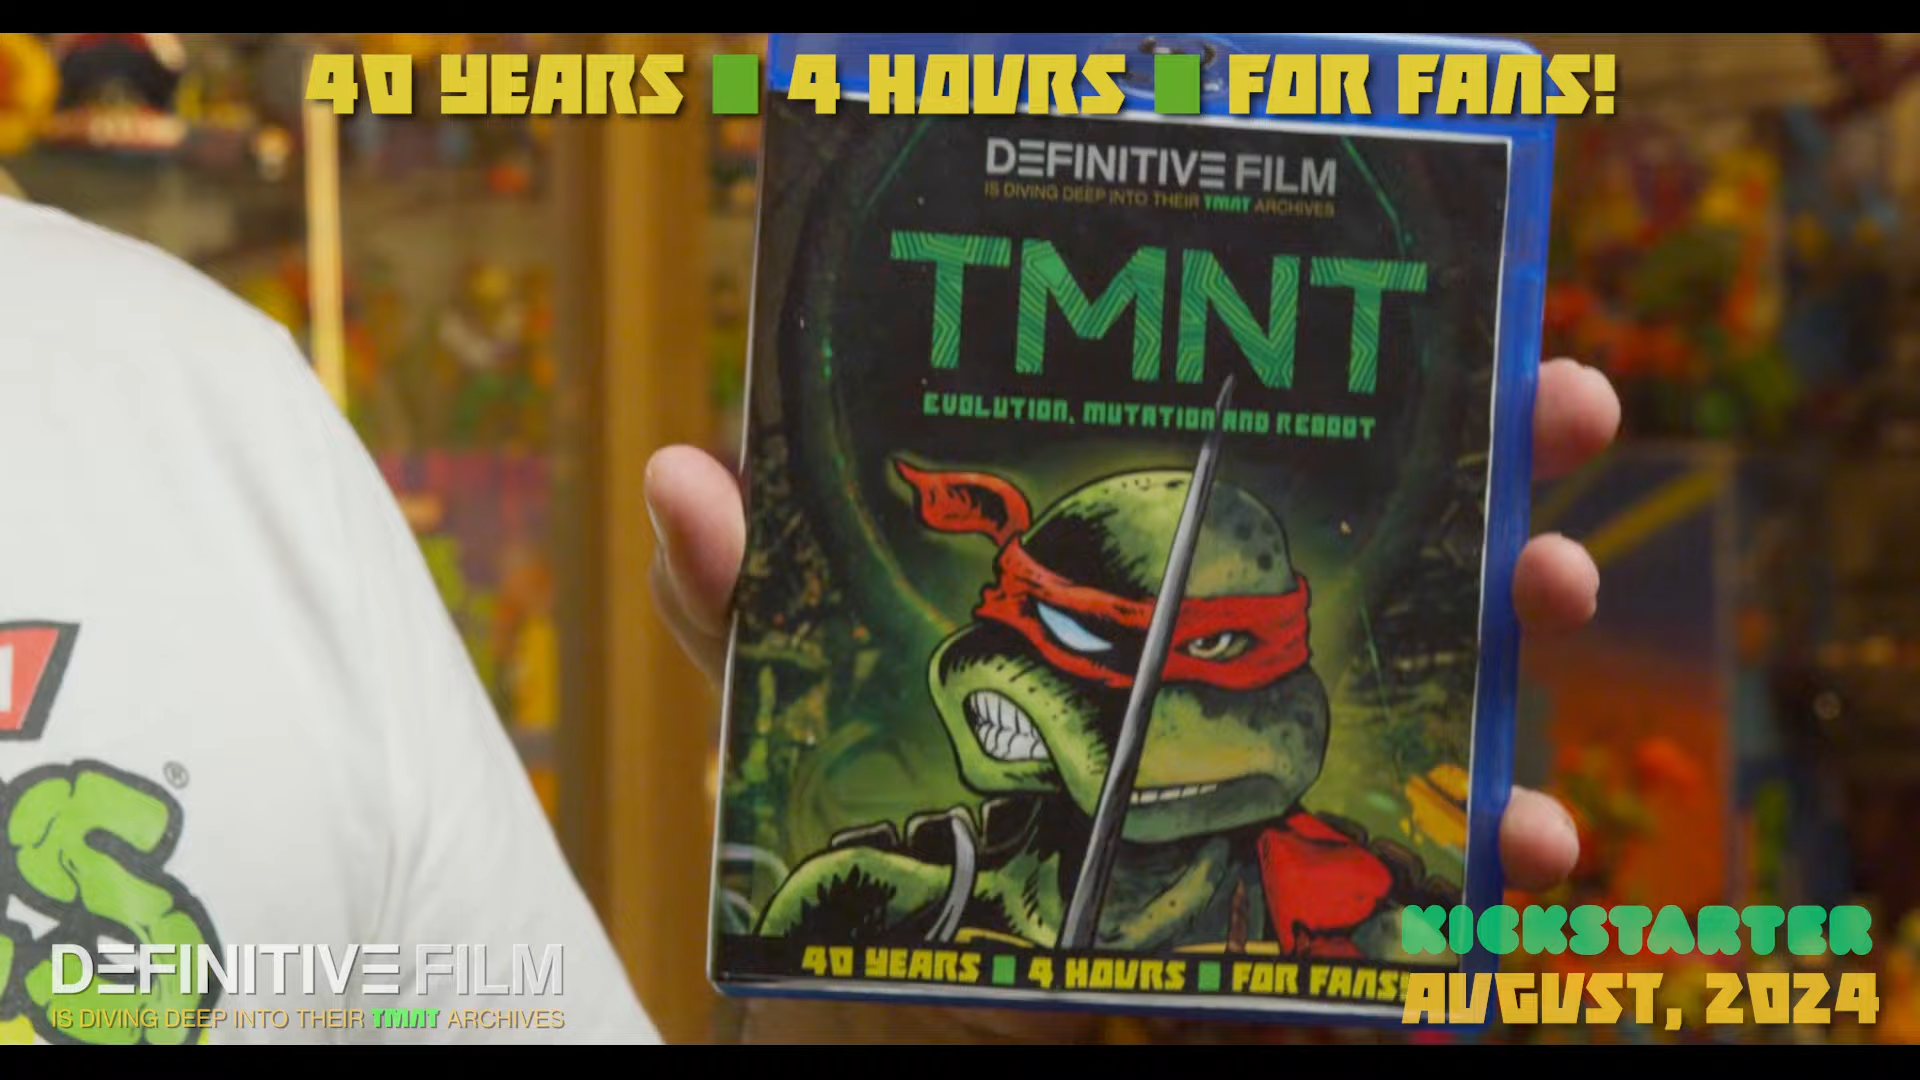 40 YEARS ■ 4 HOURS ■ FOR FANS!
DEFINITIVE FILM
IS DIVING DEEP INTO THEIR TMNT ARCHIVES
TMNT
EVOLUTION, MUTATION AND REBOOT
40 YEARS ■ 4 HOURS ■ FOR FANS!
®
DEFINITIVE FILM
IS DIVING DEEP INTO THEIR TMNT ARCHIVES
KICKSTARTER
AUGUST, 2024